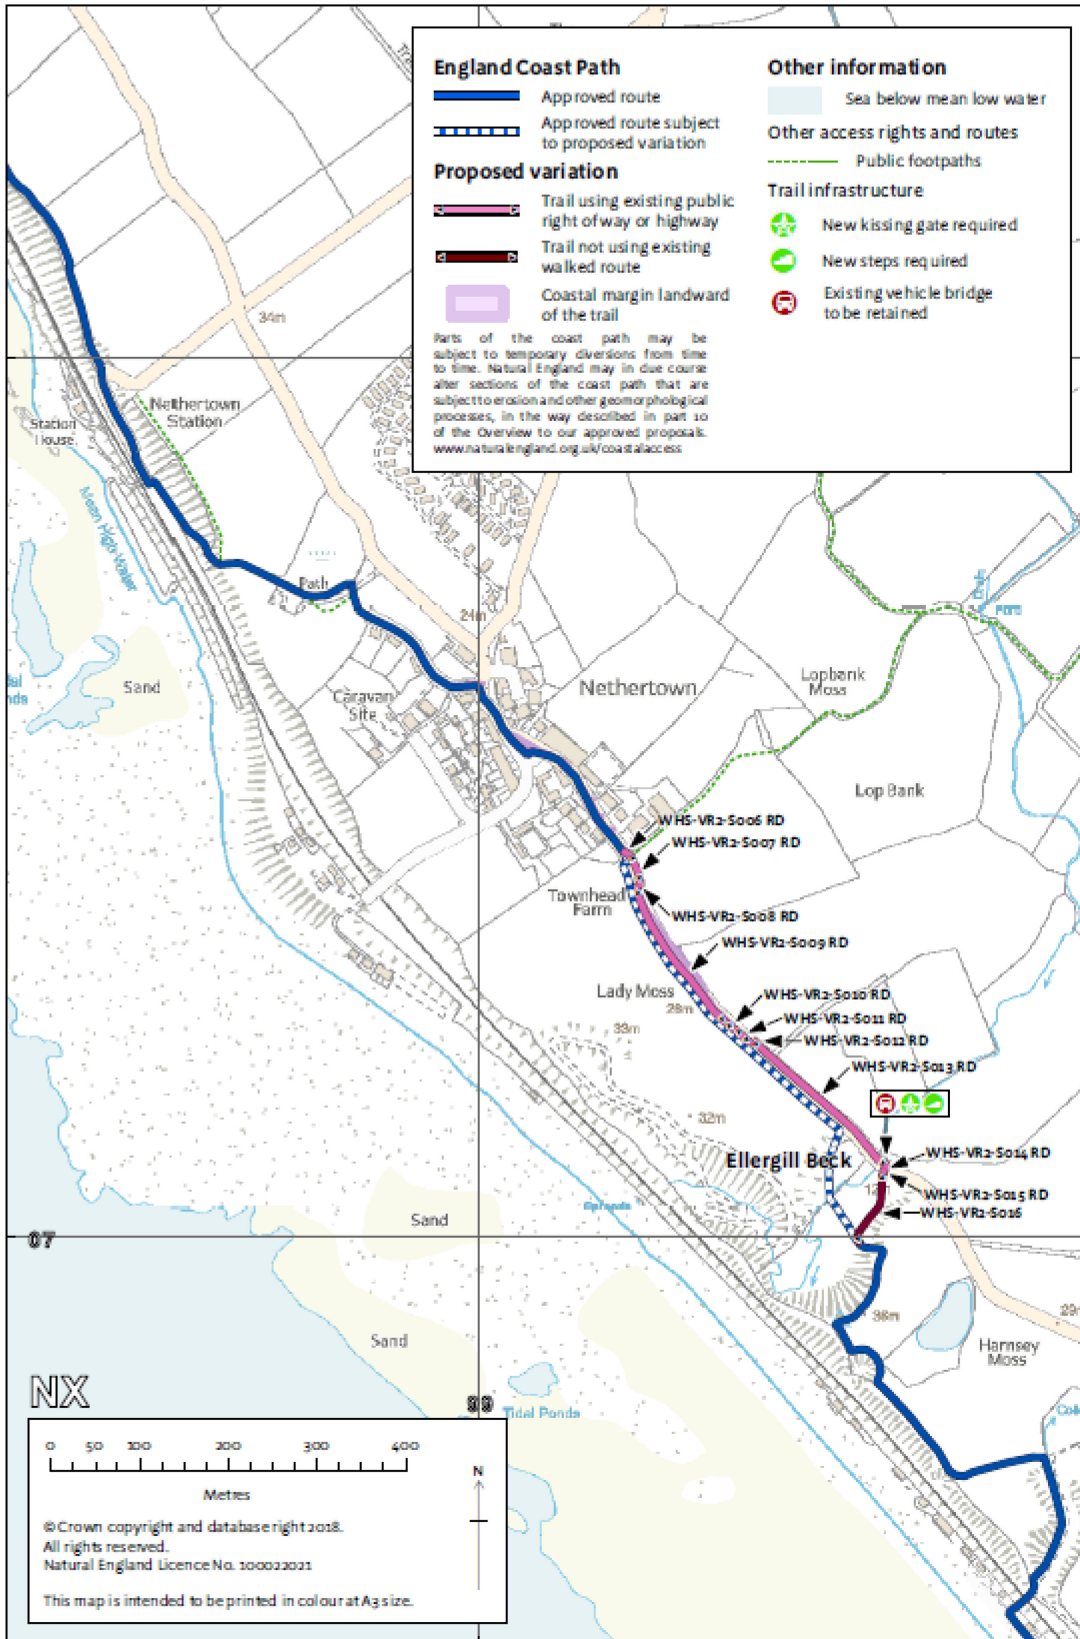 England Coast Path
Approved route
Approved route subject
to proposed variation
Proposed variation
Trail using existing public
right of way or highway
Trail not using existing
walked route
Coastal margin landward
of the trail
Parts of the coast path may be
subject to temporary diversions from time
to time. Natural England may in due course
alter sections of the coast path that are
subject to erosion and other geomorphological
processes, in the way described in part 10
of the Overview to our approved proposals.
www.naturalengland.org.uk/coastalaccess
Other information
Sea below mean low water
Other access rights and routes
Public footpaths
Trail infrastructure
New kissing gate required
New steps required
Existing vehicle bridge
to be retained
34m
Nethertown
Station
Station
House
Mean High Water
Path
24m
Sand
Caravan
Site
Nethertown
Lopbank
Moss
Drain
Lop Bank
WHS-VR2-S006 RD
WHS-VR2-S007 RD
Townhead
Farm
WHS-VR2-S008 RD
WHS-VR2-S009 RD
Lady Moss
28m
WHS-VR2-S010 RD
33m
WHS-VR2-S011 RD
WHS-VR2-S012 RD
WHS-VR2-S013 RD
32m
Ellergill Beck
WHS-VR2-S014 RD
WHS-VR2-S015 RD
WHS-VR2-S016
Sand
07
36m
29
Harnsey
Moss
Sand
NX
99
Tidal Ponds
0 50 100 200 300 400
Metres
N
© Crown copyright and database right 2018.
All rights reserved.
Natural England Licence No. 100022021
This map is intended to be printed in colour at A3 size.